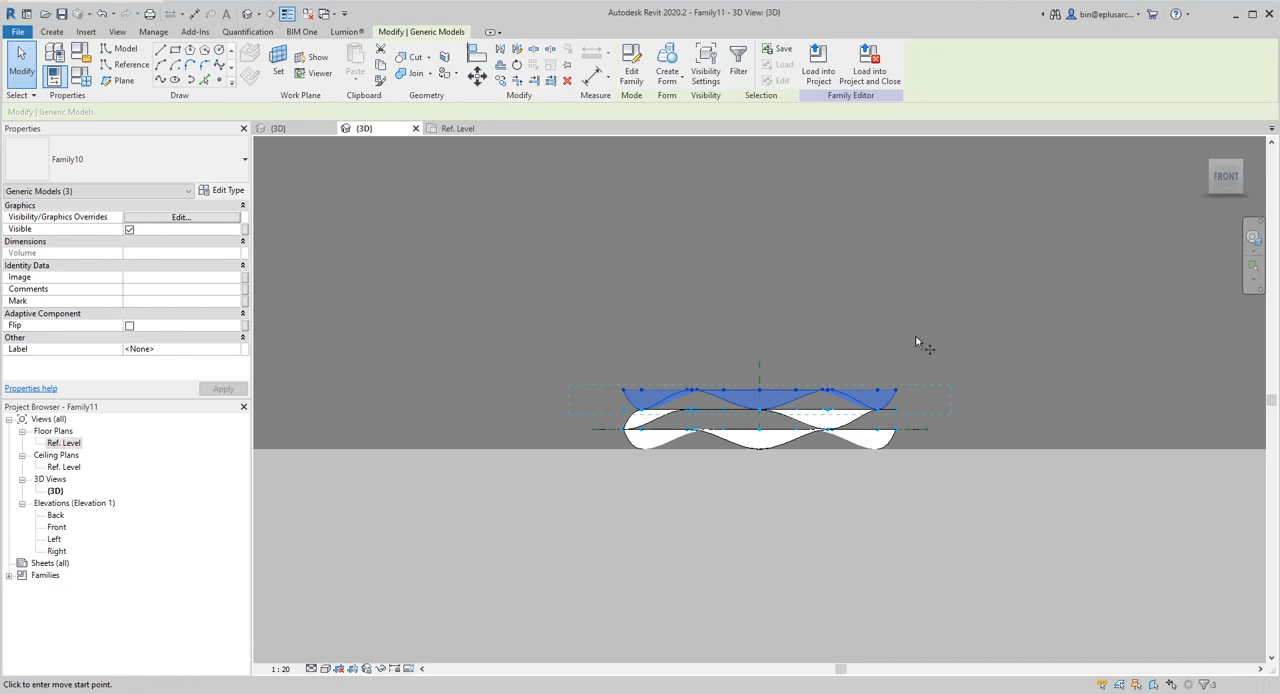 Autodesk Revit 2020.2 - Family11 - 3D View: {3D}
bin@eplusarc...
File Create Insert View Manage Add-Ins Quantification BIM One Lumion® Modify | Generic Models
Modify
Model
Reference
Plane
Set
Show
Viewer
Paste
Cut
Join
Edit
Family
Create
Form
Visibility
Settings
Filter
Save
Load
Edit
Load into
Project
Load into
Project and Close
Select Properties Draw Work Plane Clipboard Geometry Modify Measure Mode Form Visibility Selection Family Editor
Modify | Generic Models
Properties
{3D} {3D} Ref. Level
Family10
FRONT
Generic Models (3) Edit Type
Graphics
Visibility/Graphics Overrides Edit...
Visible
Dimensions
Volume
Identity Data
Image
Comments
Mark
Adaptive Component
Flip
Other
Label <None>
Properties help Apply
Project Browser - Family11
Views (all)
Floor Plans
Ref. Level
Ceiling Plans
Ref. Level
3D Views
{3D}
Elevations (Elevation 1)
Back
Front
Left
Right
Sheets (all)
Families
1 : 20
Click to enter move start point.
:3